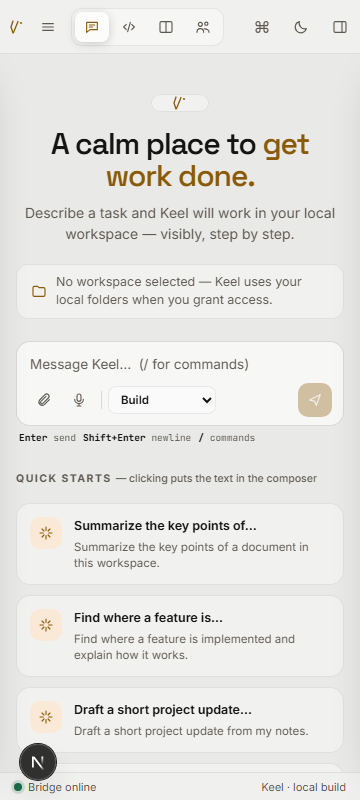 A calm place to get
work done.
Describe a task and Keel will work in your local
workspace — visibly, step by step.
No workspace selected — Keel uses your
local folders when you grant access.
Message Keel... (/ for commands)
Build
Enter send Shift+Enter newline / commands
QUICK STARTS — clicking puts the text in the composer
Summarize the key points of...
Summarize the key points of a document in
this workspace.
Find where a feature is...
Find where a feature is implemented and
explain how it works.
Draft a short project update...
Draft a short project update from my notes.
N
Bridge online
Keel · local build